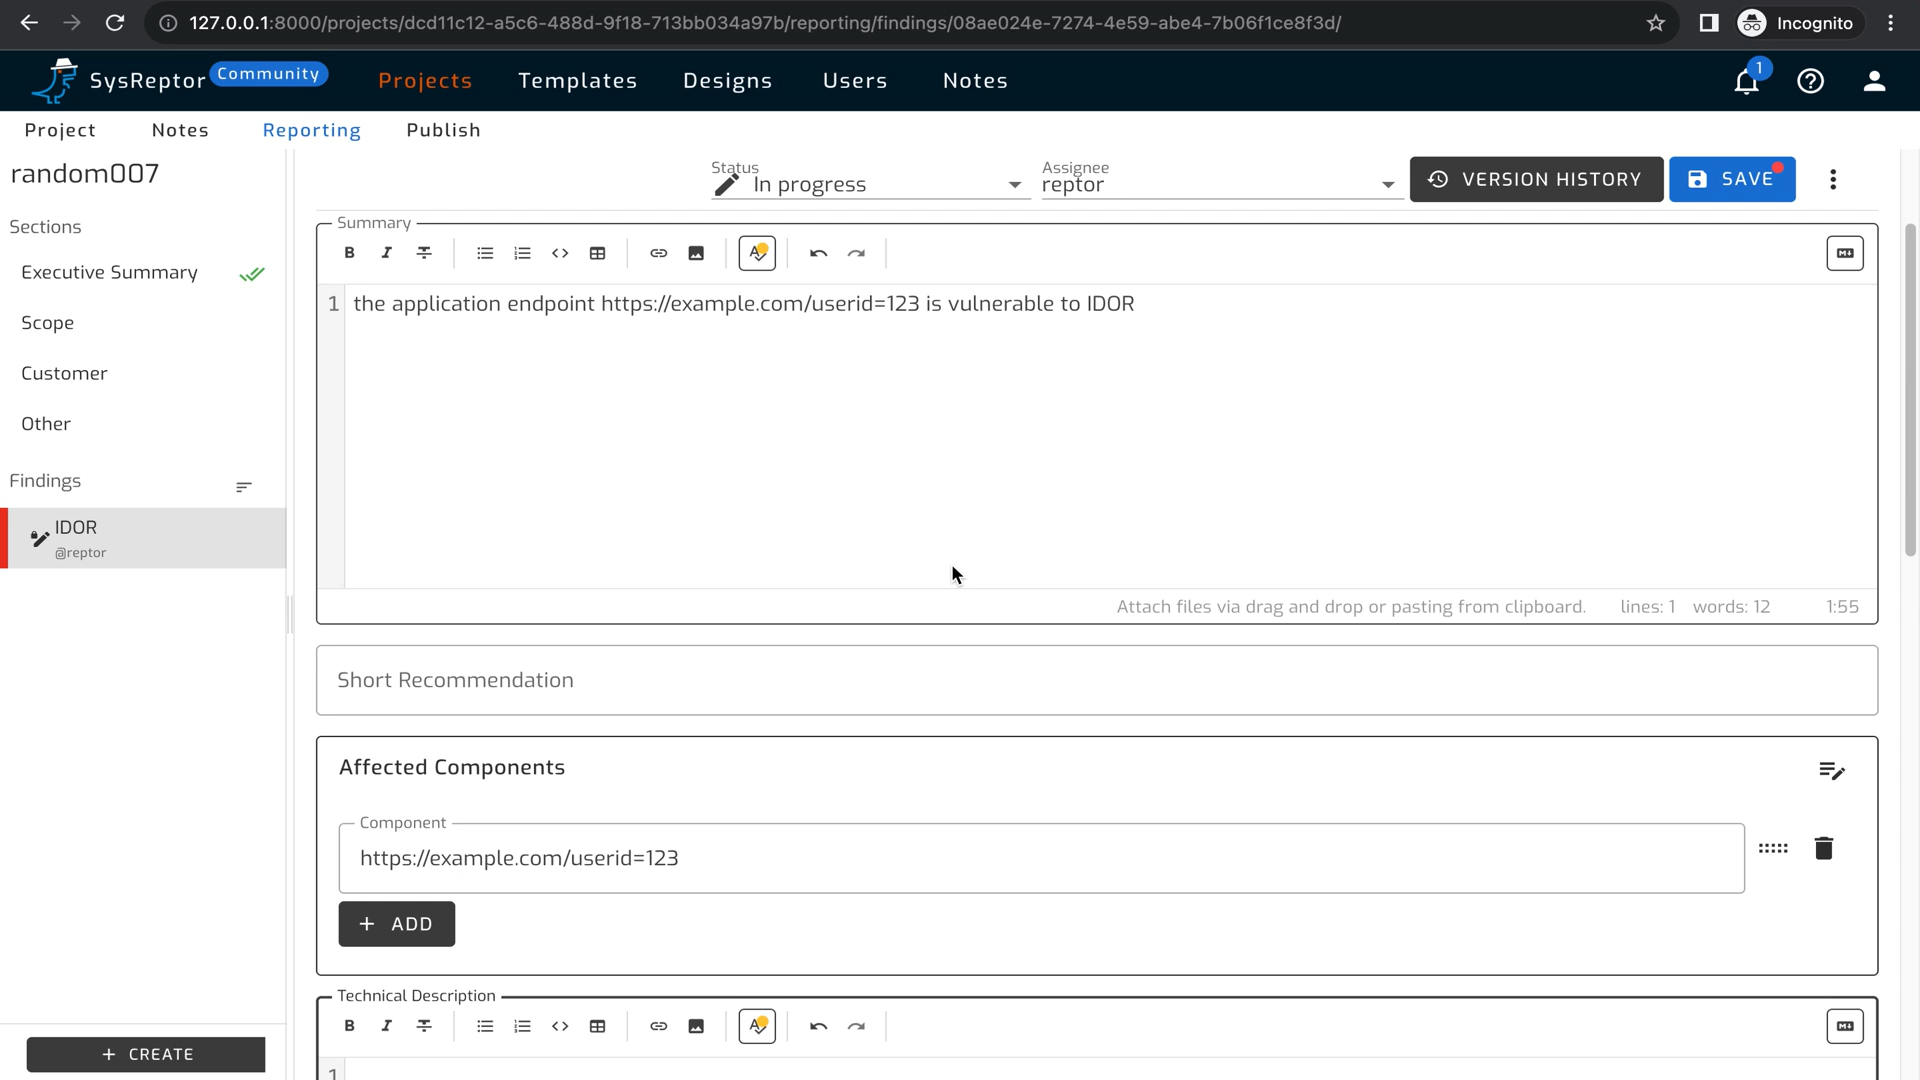 127.0.0.1:8000/projects/dcd11c12-a5c6-488d-9f18-713bb034a97b/reporting/findings/08ae024e-7274-4e59-abe4-7b06f1ce8f3d/
Incognito
SysReptor Community Projects Templates Designs Users Notes 1
Project Notes Reporting Publish
random007
Status
In progress
Assignee
reptor
VERSION HISTORY
SAVE
Sections
Executive Summary
Scope
Customer
Other
Findings
IDOR
@reptor
+ CREATE
Summary
1 the application endpoint https://example.com/userid=123 is vulnerable to IDOR
Attach files via drag and drop or pasting from clipboard. lines: 1 words: 12 1:55
Short Recommendation
Affected Components
Component
https://example.com/userid=123
+ ADD
Technical Description
1